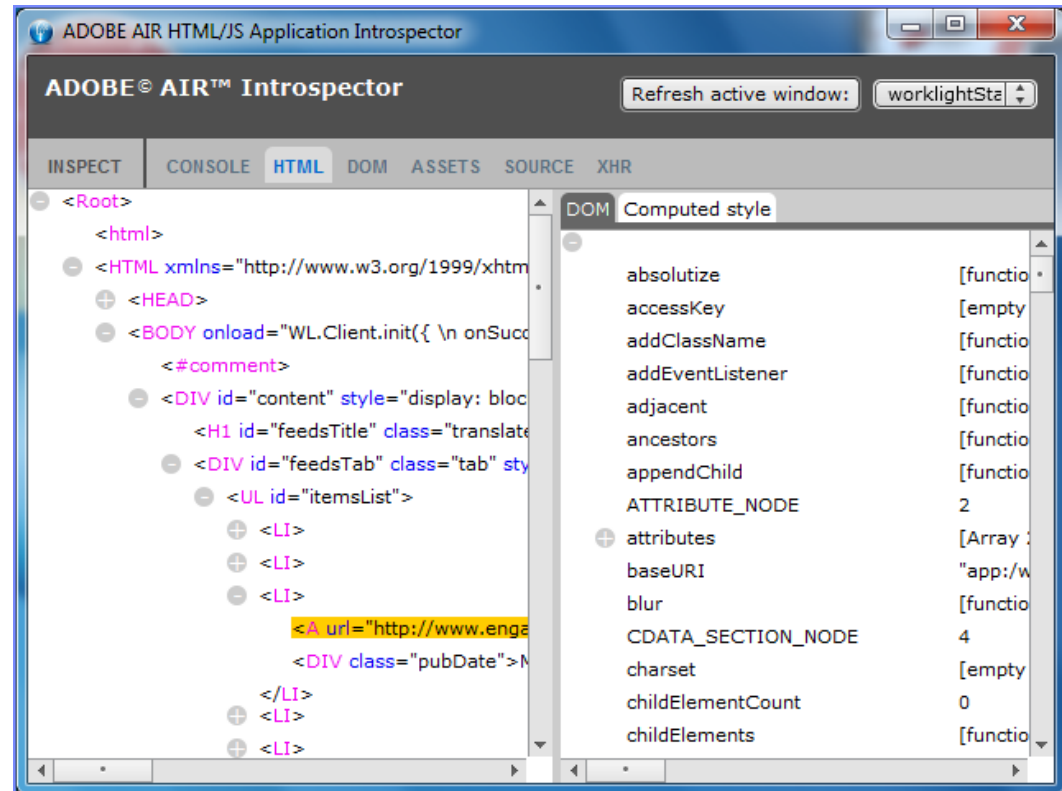 ADOBE AIR HTML/JS Application Introspector
ADOBE© AIR™ Introspector
Refresh active window:
worklightSta
INSPECT CONSOLE HTML DOM ASSETS SOURCE XHR
<Root>
<html>
<HTML xmlns="http://www.w3.org/1999/xhtm
<HEAD>
<BODY onload="WL.Client.init({ \n onSucc
<#comment>
<DIV id="content" style="display: bloc
<H1 id="feedsTitle" class="translate
<DIV id="feedsTab" class="tab" sty
<UL id="itemsList">
<LI>
<LI>
<LI>
<A url="http://www.enga
<DIV class="pubDate">M
</LI>
<LI>
<LI>
DOM Computed style
absolutize [functio
accessKey [empty
addClassName [functio
addEventListener [functio
adjacent [functio
ancestors [functio
appendChild [functio
ATTRIBUTE_NODE 2
attributes [Array 2
baseURI "app:/w
blur [functio
CDATA_SECTION_NODE 4
charset [empty
childElementCount 0
childElements [functio